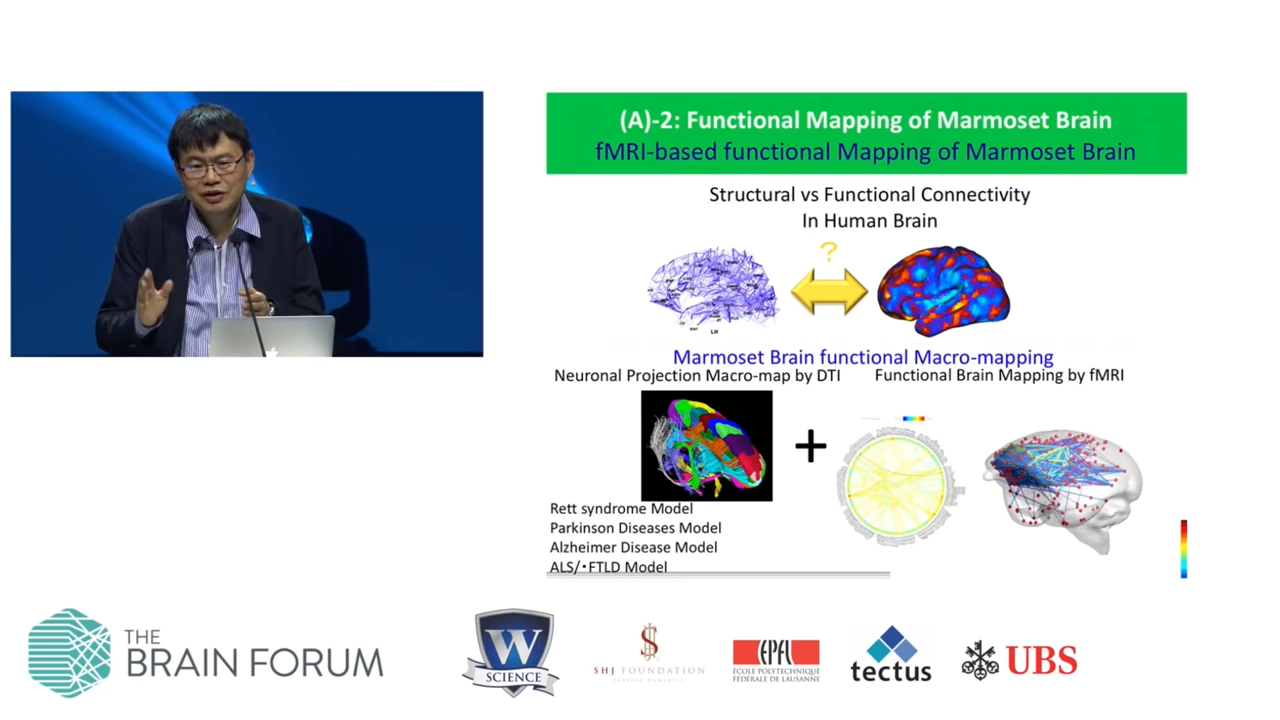 (A)-2: Functional Mapping of Marmoset Brain
fMRI-based functional Mapping of Marmoset Brain
Structural vs Functional Connectivity
In Human Brain
?
LH
Marmoset Brain functional Macro-mapping
Neuronal Projection Macro-map by DTI
Functional Brain Mapping by fMRI
+
Rett syndrome Model
Parkinson Diseases Model
Alzheimer Disease Model
ALS/・FTLD Model
THE
BRAIN FORUM
W
SCIENCE
SHJ FOUNDATION
EPFL
ÉCOLE POLYTECHNIQUE
FÉDÉRALE DE LAUSANNE
tectus
UBS